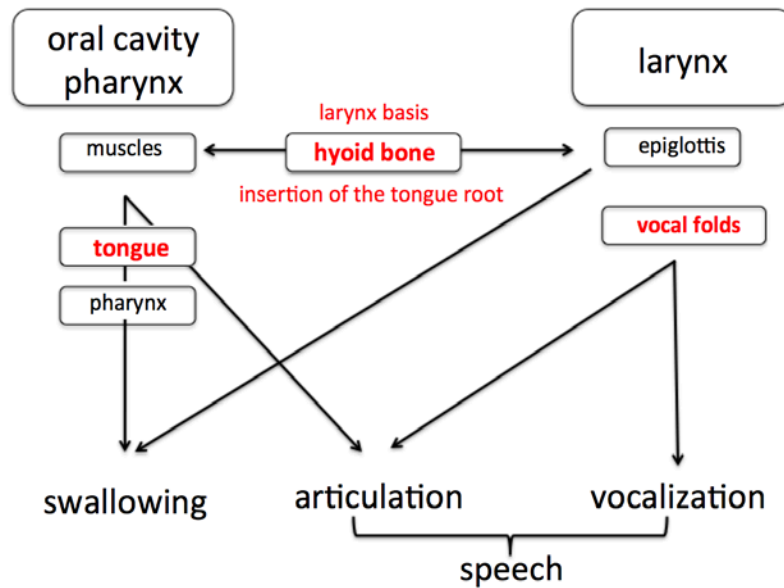 oral cavity
pharynx
larynx
larynx basis
muscles
hyoid bone
epiglottis
insertion of the tongue root
tongue
vocal folds
pharynx
swallowing
articulation
vocalization
speech